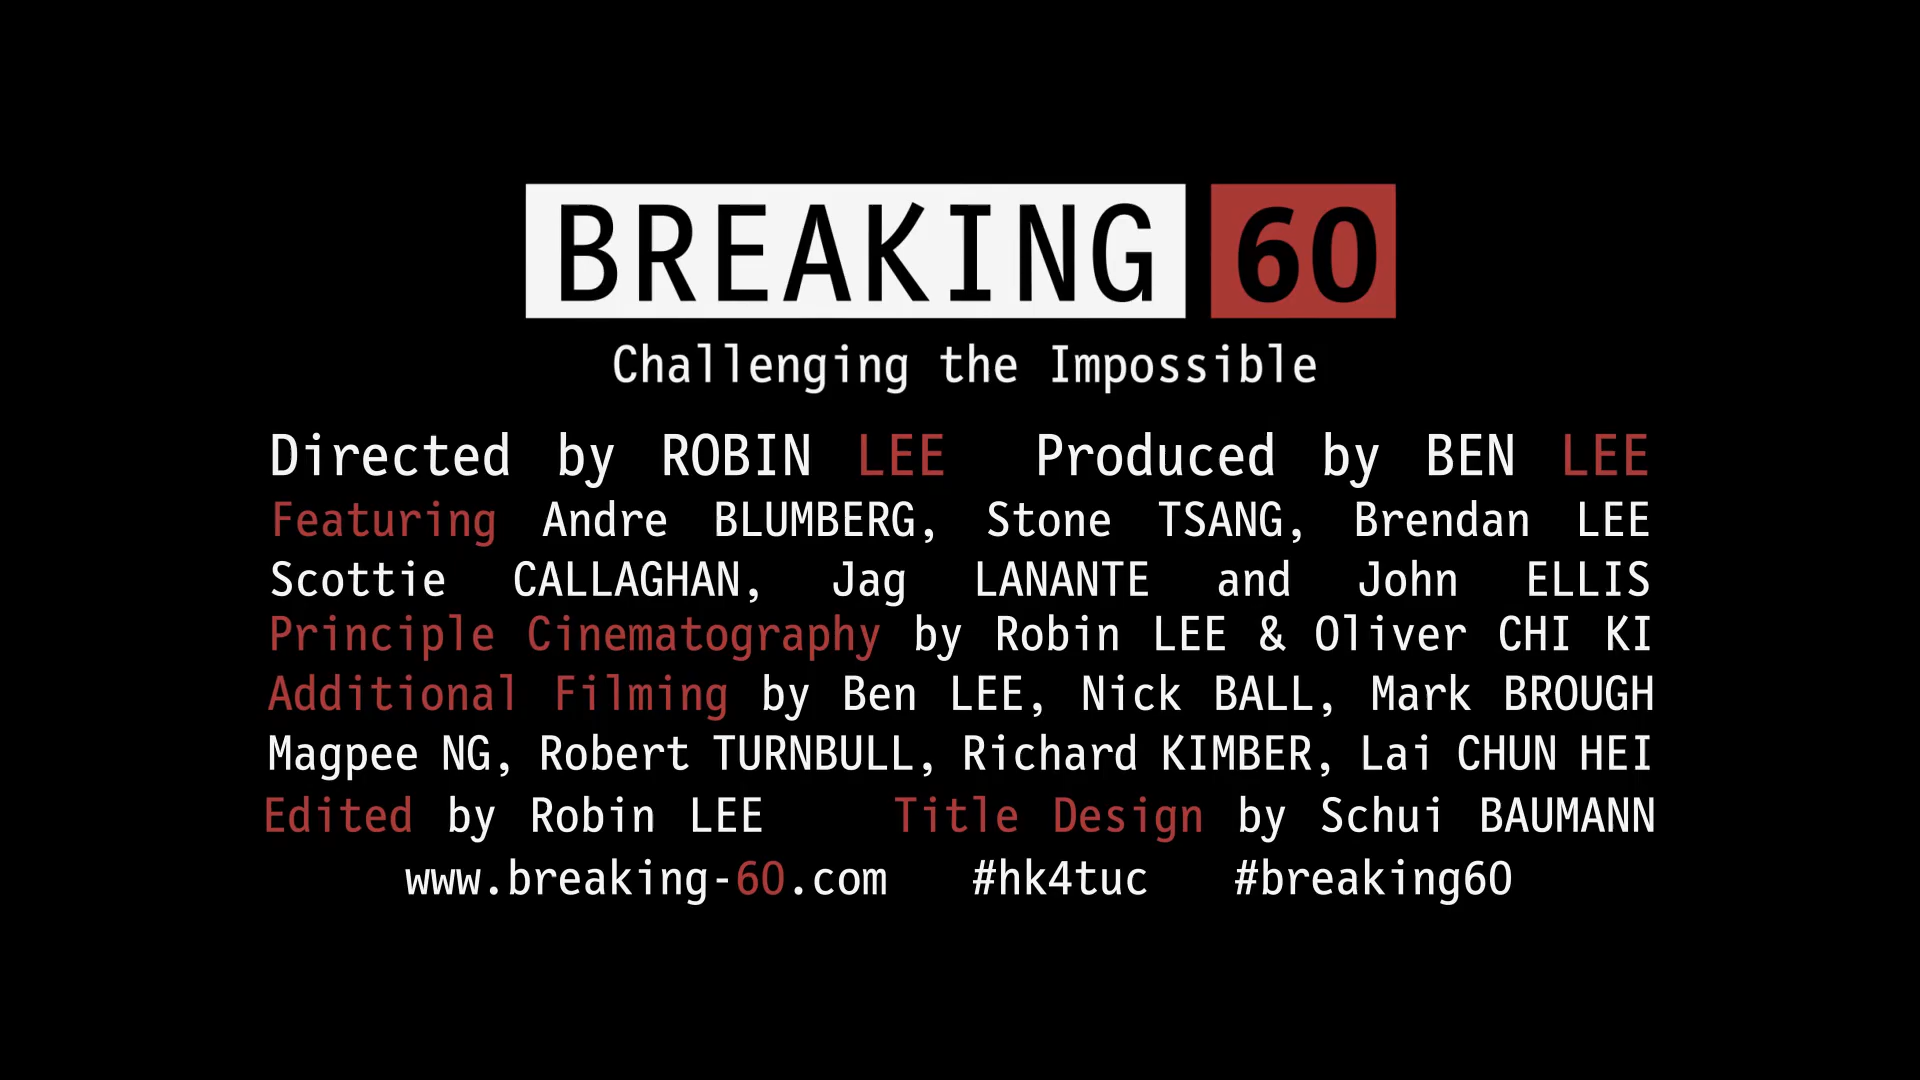 BREAKING 60
Challenging the Impossible
Directed by ROBIN LEE Produced by BEN LEE
Featuring Andre BLUMBERG, Stone TSANG, Brendan LEE
Scottie CALLAGHAN, Jag LANANTE and John ELLIS
Principle Cinematography by Robin LEE & Oliver CHI KI
Additional Filming by Ben LEE, Nick BALL, Mark BROUGH
Magpee NG, Robert TURNBULL, Richard KIMBER, Lai CHUN HEI
Edited by Robin LEE Title Design by Schui BAUMANN
www.breaking-60.com #hk4tuc #breaking60